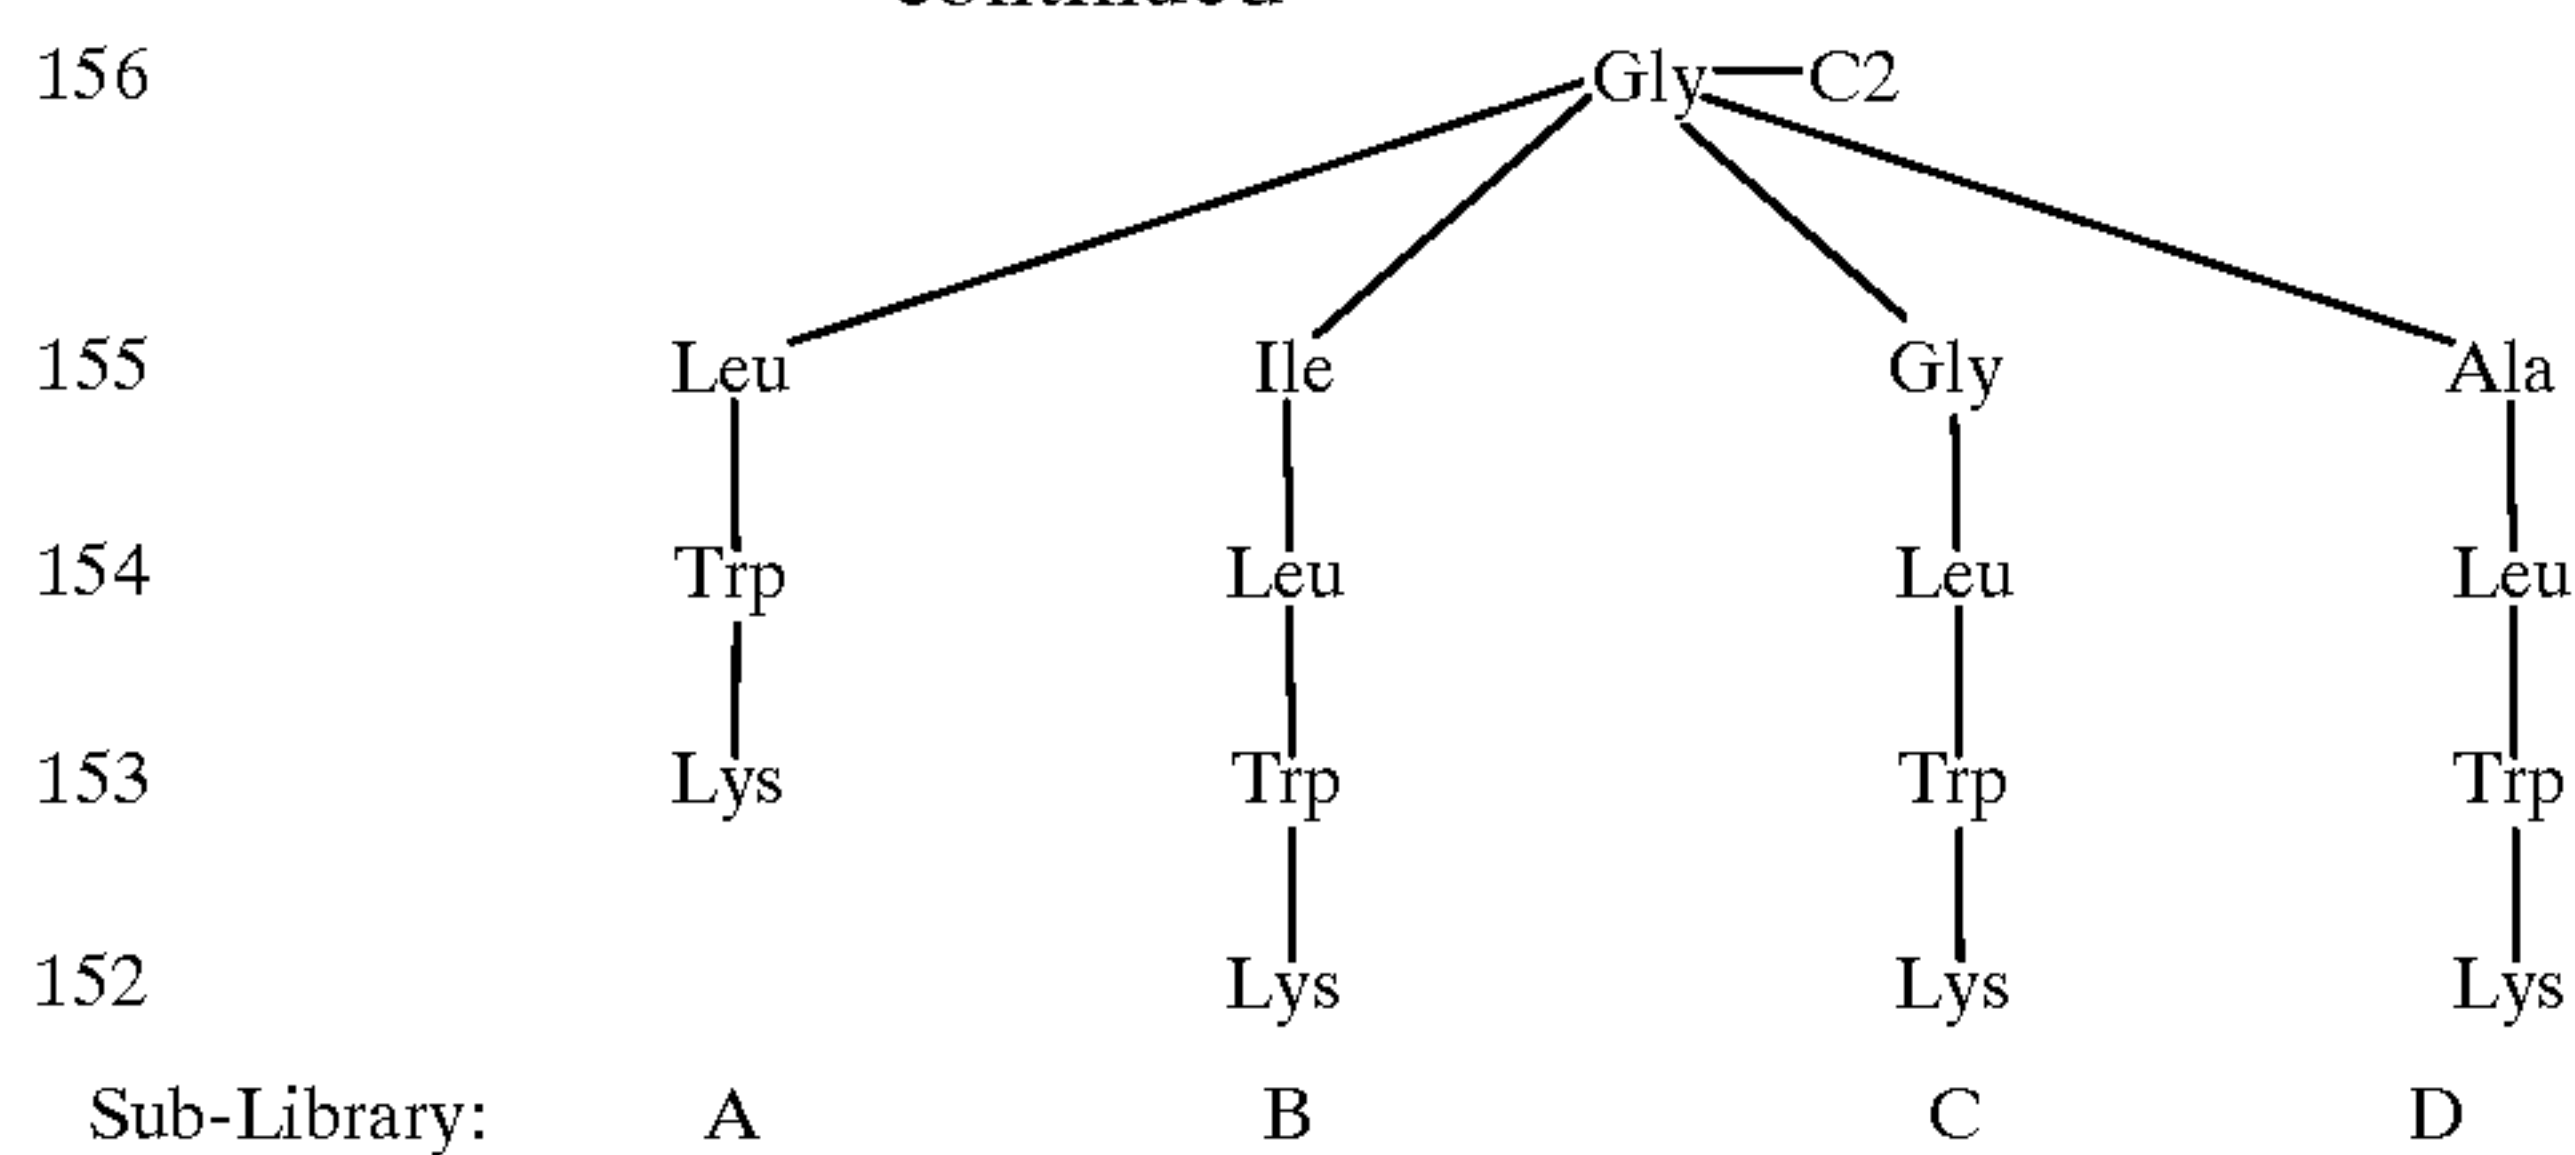 156 Gly—C2
155 Leu Ile Gly Ala
154 Trp Leu Leu Leu
153 Lys Trp Trp Trp
152 Lys Lys Lys
Sub-Library: A B C D